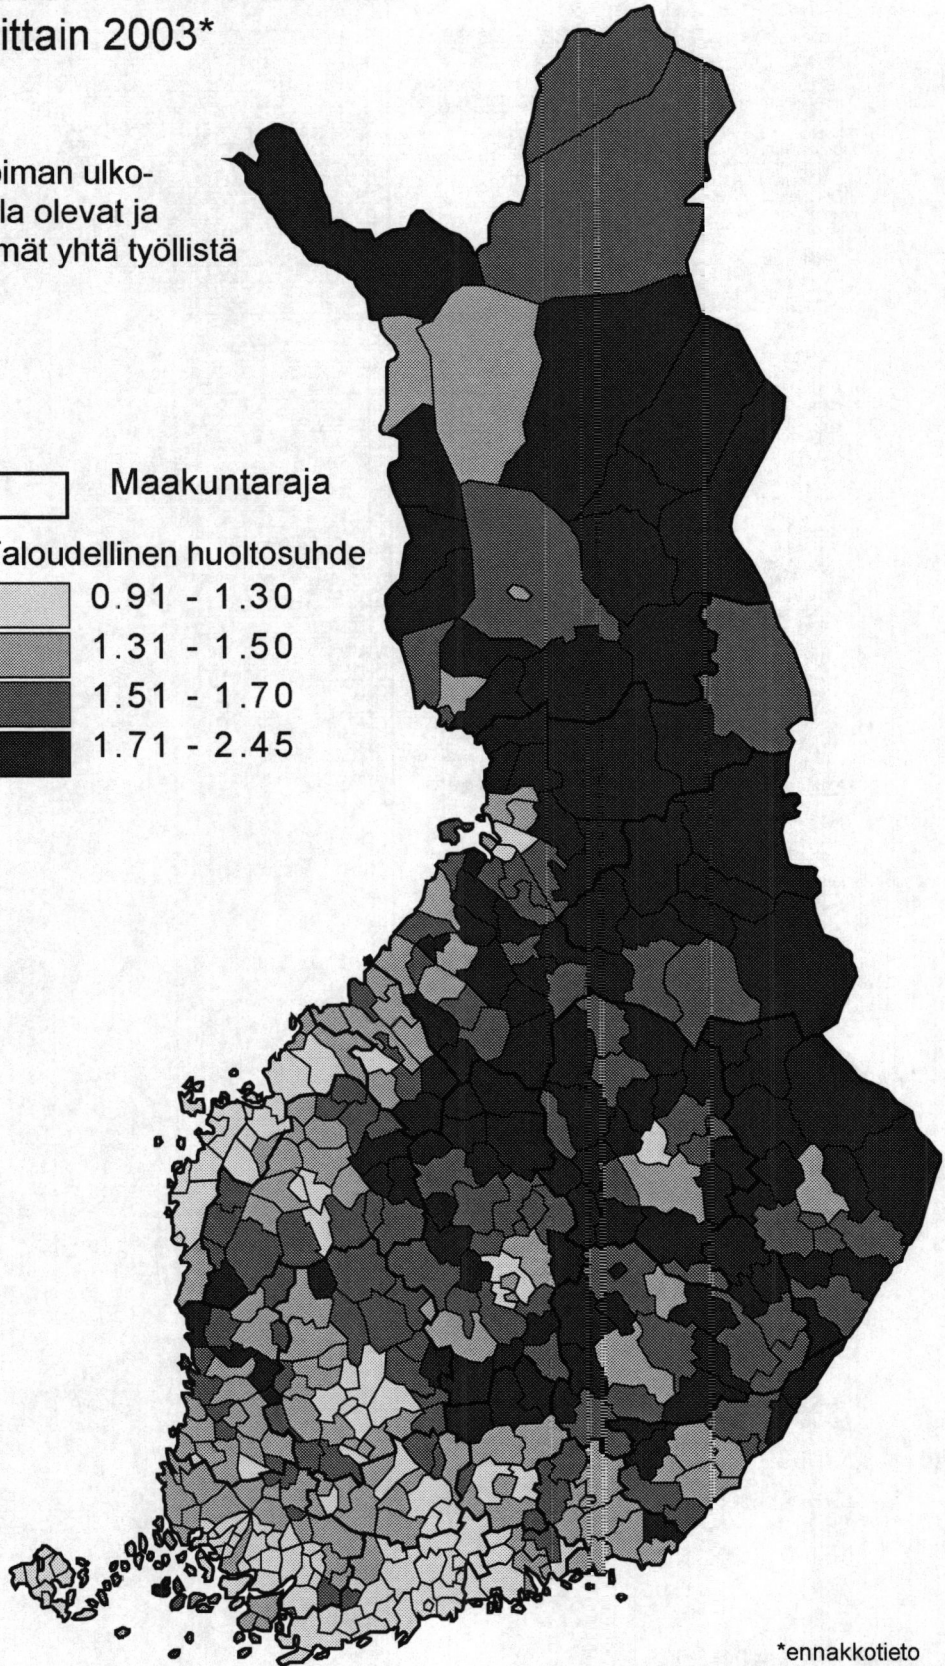 ittain 2003*
oiman ulko-
la olevat ja
mät yhtä työllistä
Maakuntaraja
aloudellinen huoltosuhde
0.91 - 1.30
1.31 - 1.50
1.51 - 1.70
1.71 - 2.45
*ennakkotieto